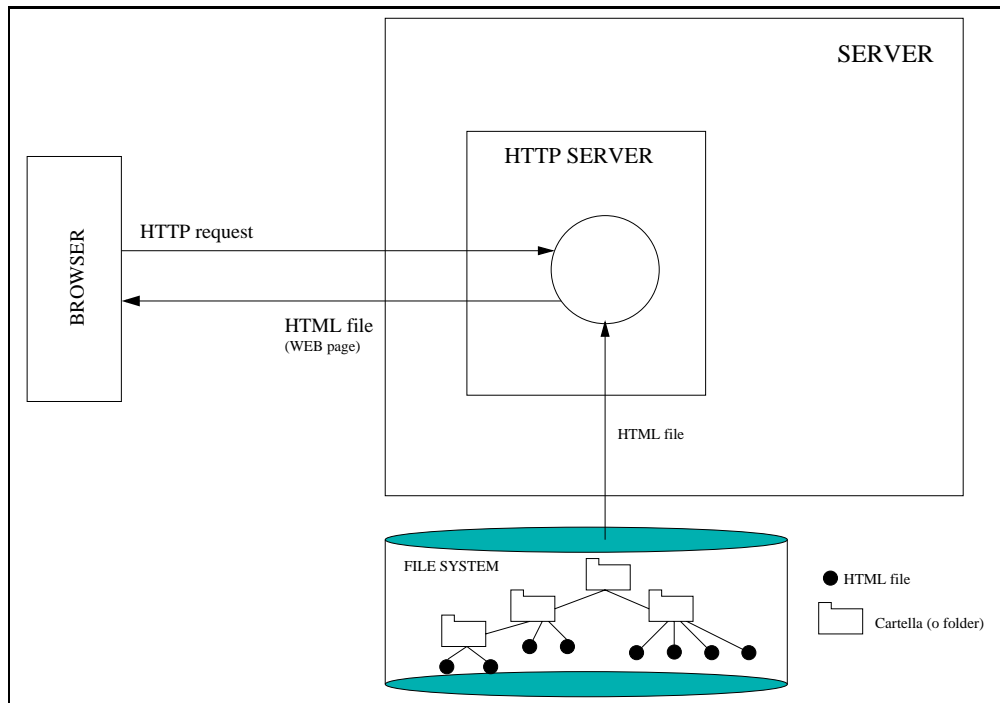 SERVER
HTTP SERVER
BROWSER
HTTP request
HTML file
(WEB page)
HTML file
FILE SYSTEM
HTML file
Cartella (o folder)